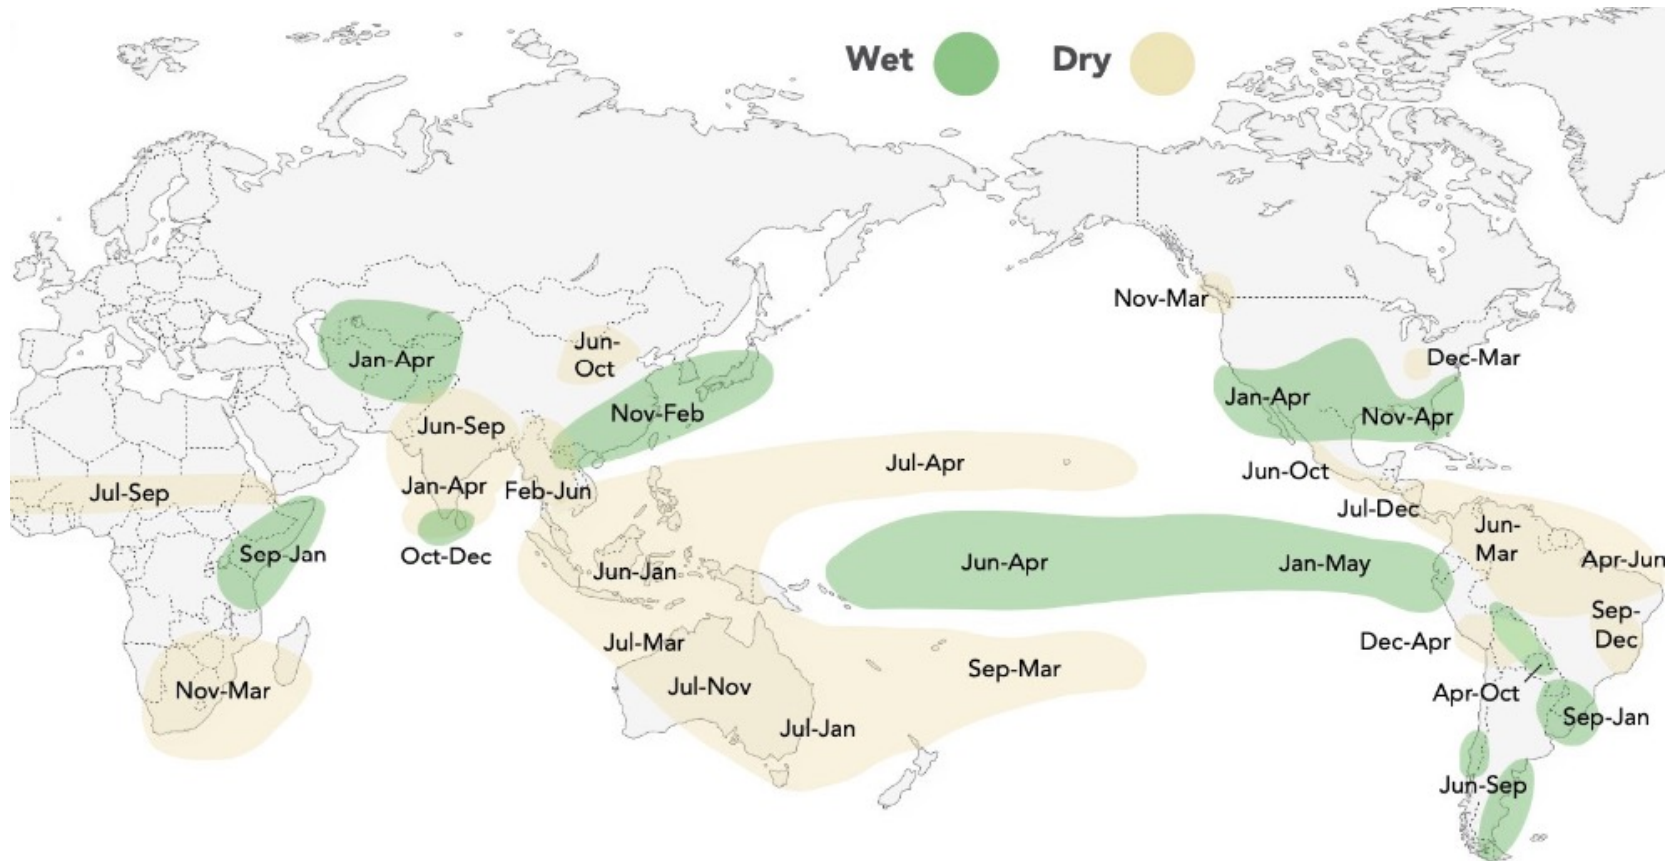 Wet
Dry
Nov-Mar
Jan-Apr
Jun-
Oct
Dec-Mar
Nov-Feb
Jan-Apr
Nov-Apr
Jun-Sep
Jul-Apr
Jun-Oct
Jul-Sep
Jan-Apr
Feb-Jun
Jul-Dec
Jun-
Mar
Sep-Jan
Oct-Dec
Jun-Jan
Jun-Apr
Jan-May
Apr-Jun
Sep-
Dec
Jul-Mar
Dec-Apr
Nov-Mar
Jul-Nov
Sep-Mar
Apr-Oct
Jul-Jan
Sep-Jan
Jun-Sep